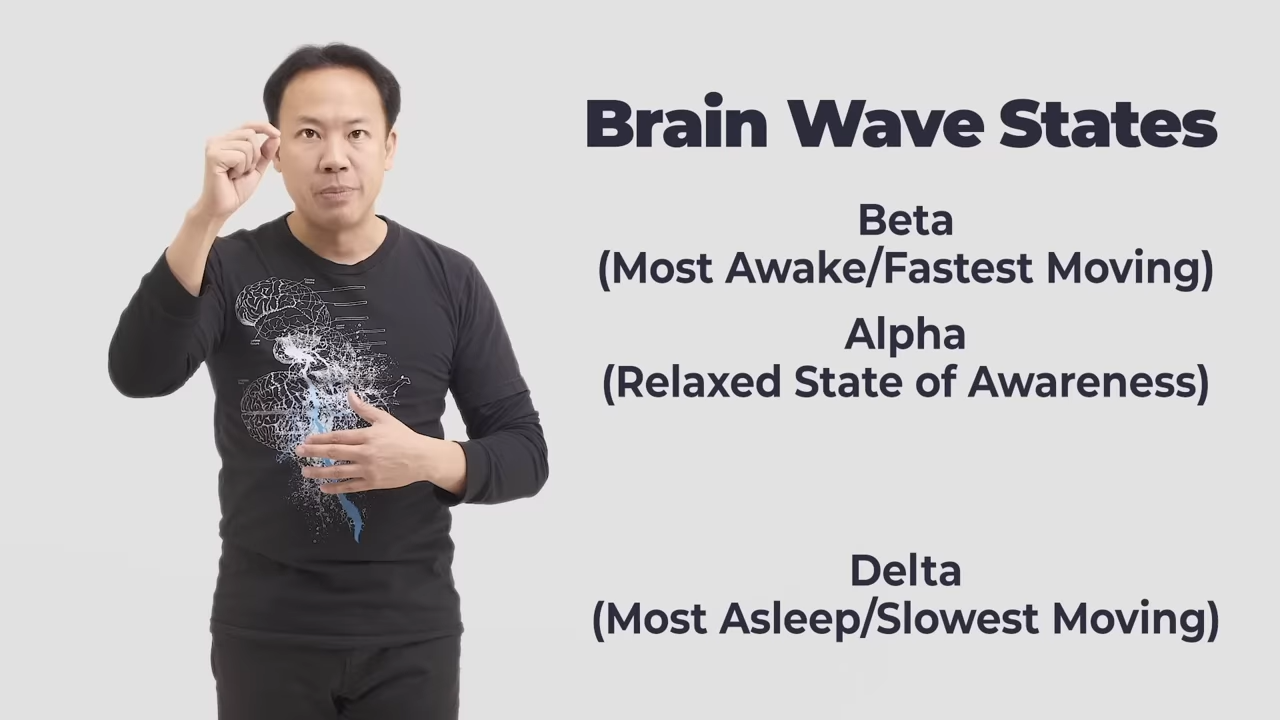 Brain Wave States
Beta
(Most Awake/Fastest Moving)
Alpha
(Relaxed State of Awareness)
Delta
(Most Asleep/Slowest Moving)